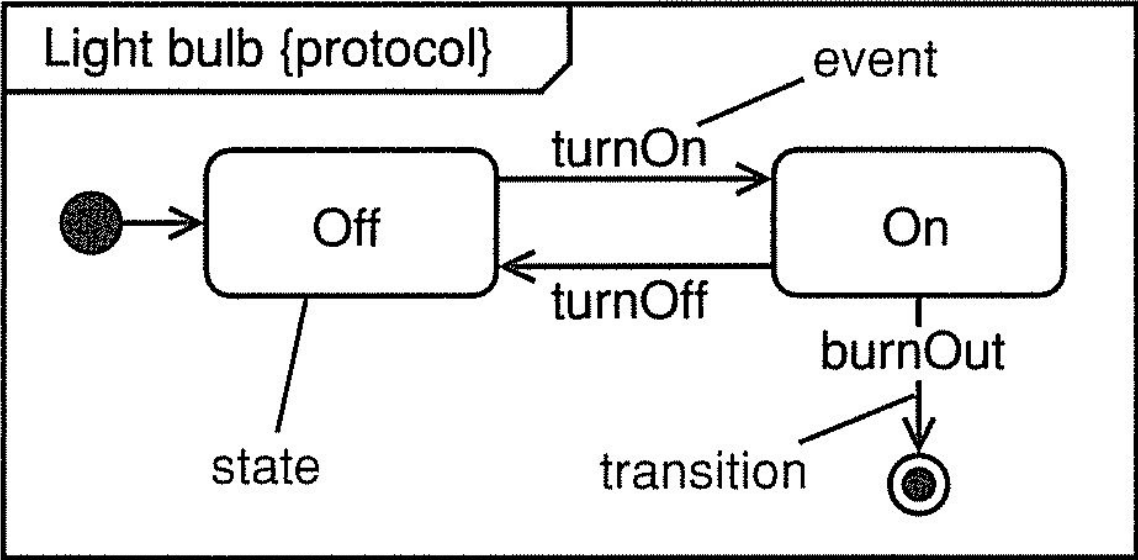 Light bulb {protocol}
event
turnOn
Off
On
turnOff
burnOut
state
transition